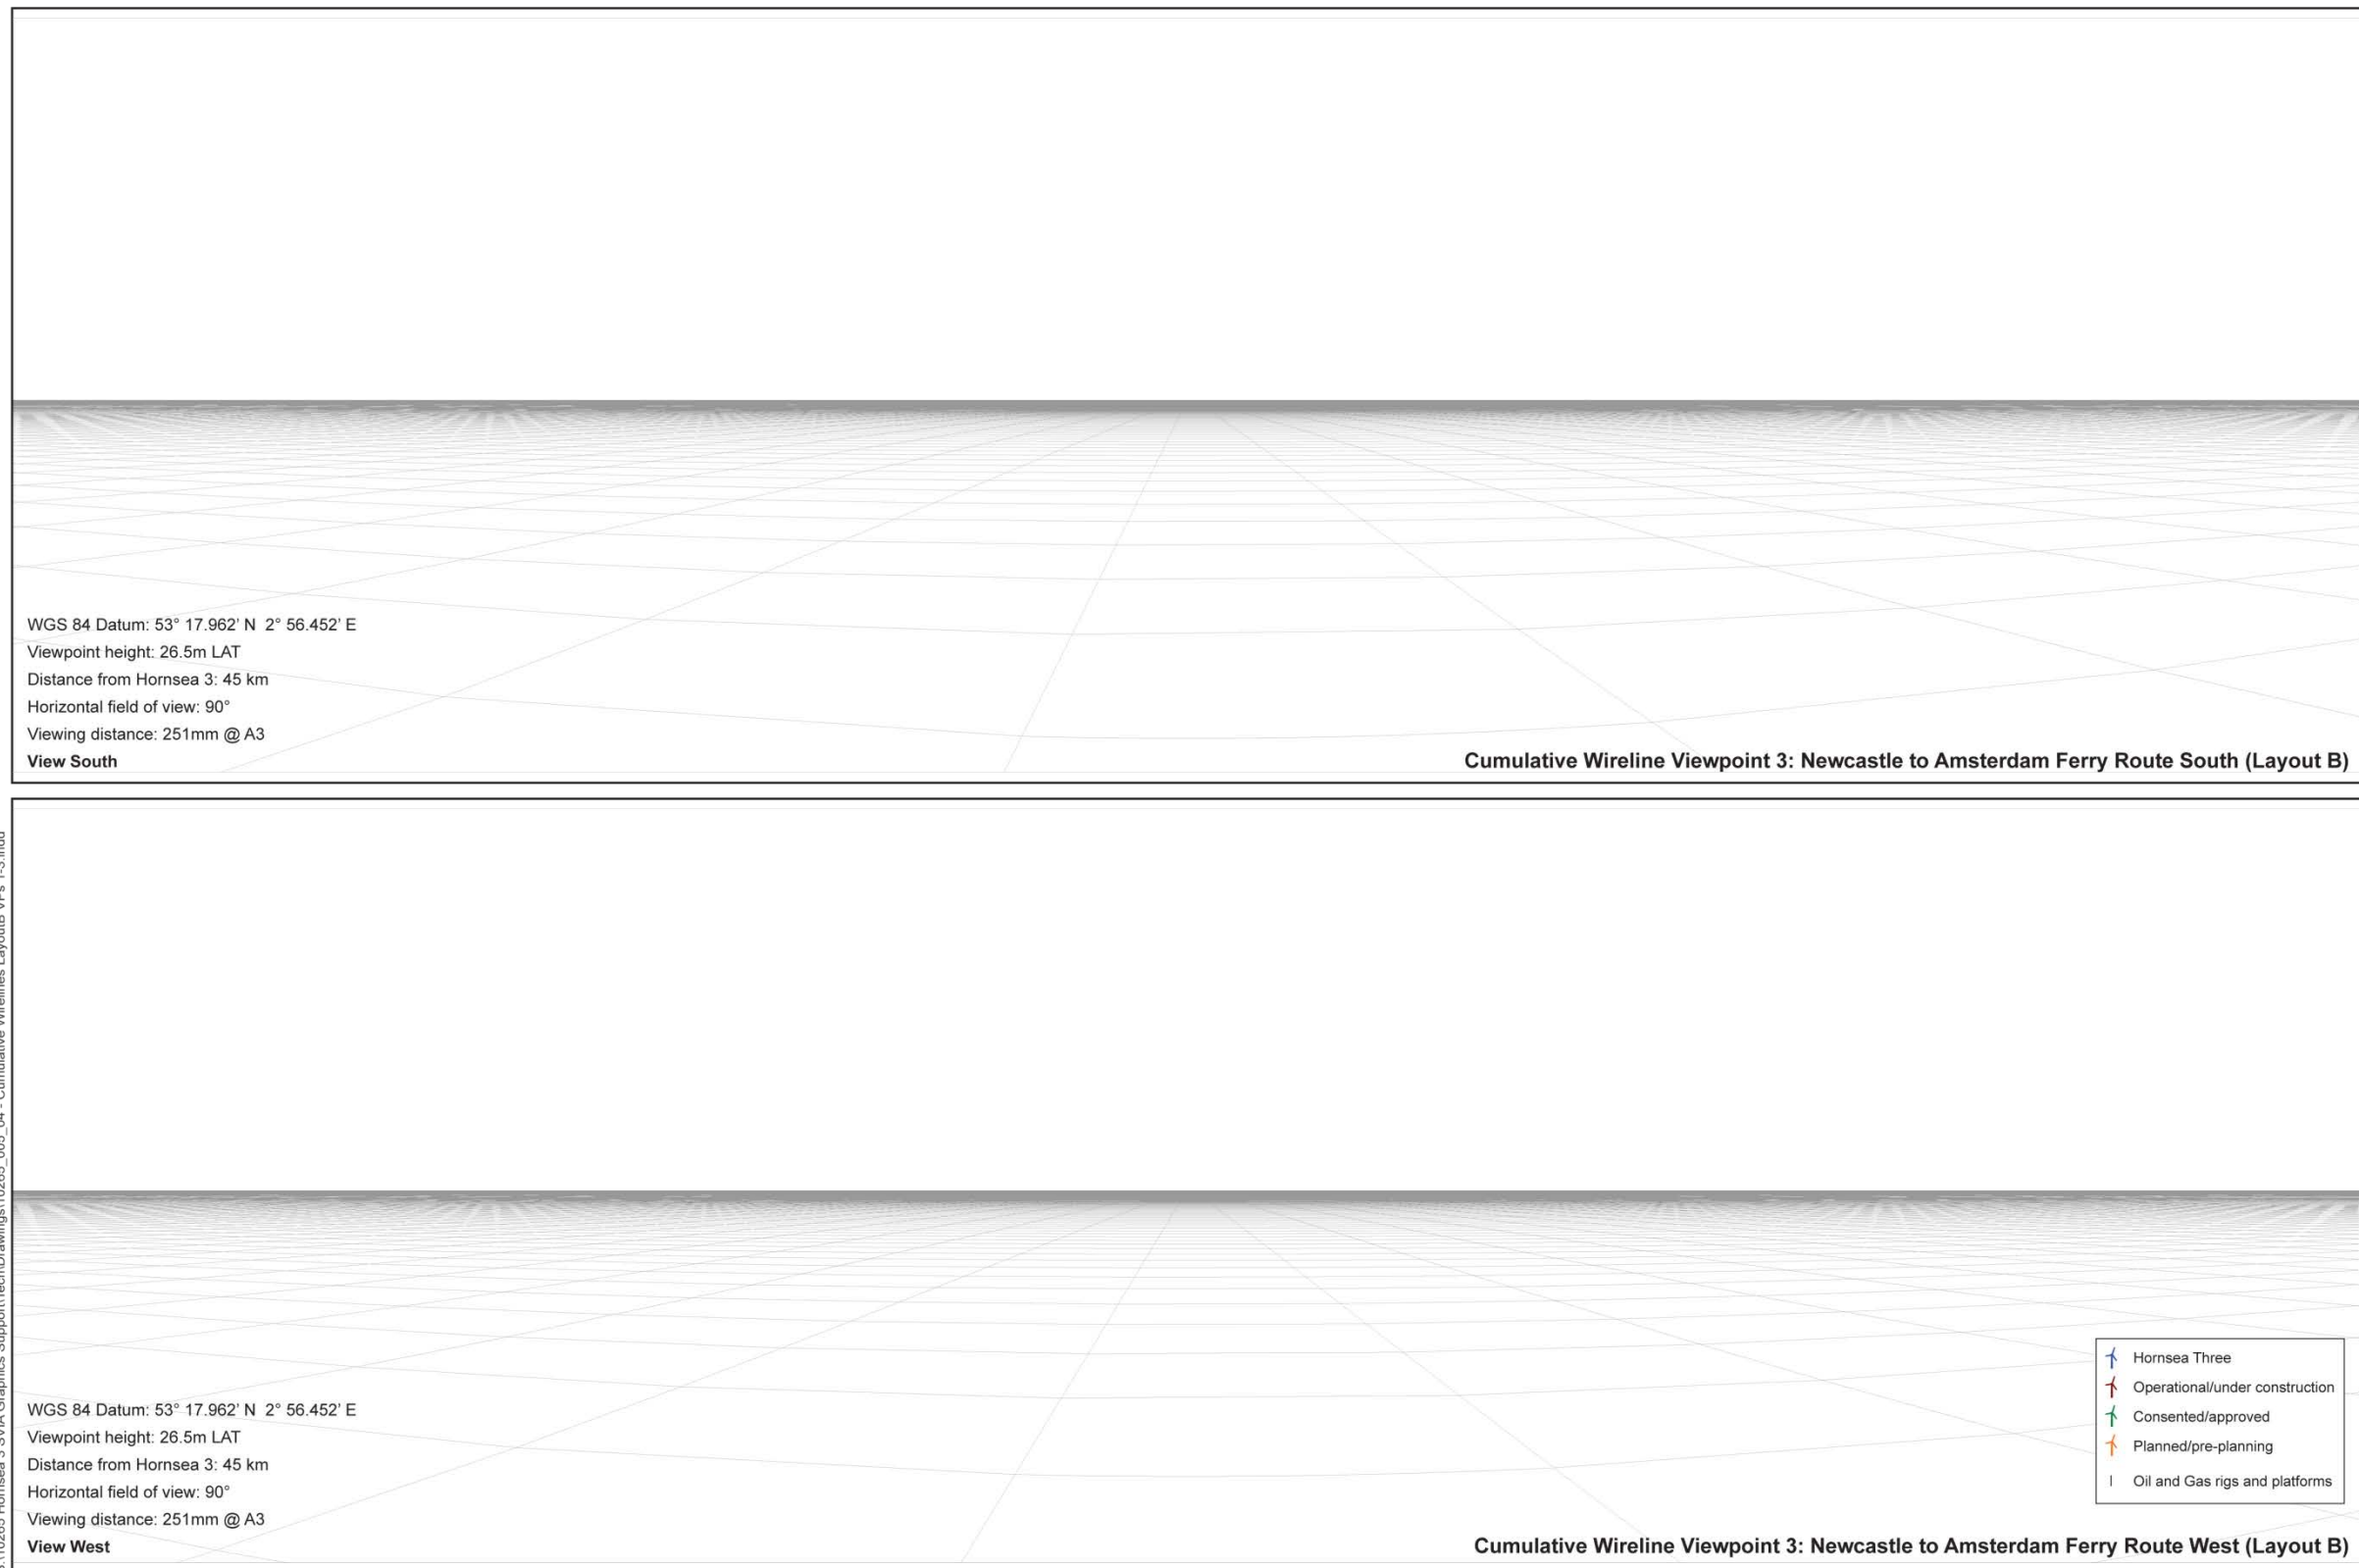 WGS 84 Datum: 53° 17.962’ N  2° 56.452’ E
Viewpoint height: 26.5m LAT
Distance from Hornsea 3: 45 km
Horizontal field of view: 90°
Viewing distance: 251mm @ A3
View South
Cumulative Wireline Viewpoint 3: Newcastle to Amsterdam Ferry Route South (Layout B)
Hornsea Three
Operational/under construction
Consented/approved
Planned/pre-planning
Oil and Gas rigs and platforms
WGS 84 Datum: 53° 17.962’ N  2° 56.452’ E
Viewpoint height: 26.5m LAT
Distance from Hornsea 3: 45 km
Horizontal field of view: 90°
Viewing distance: 251mm @ A3
View West
Cumulative Wireline Viewpoint 3: Newcastle to Amsterdam Ferry Route West (Layout B)